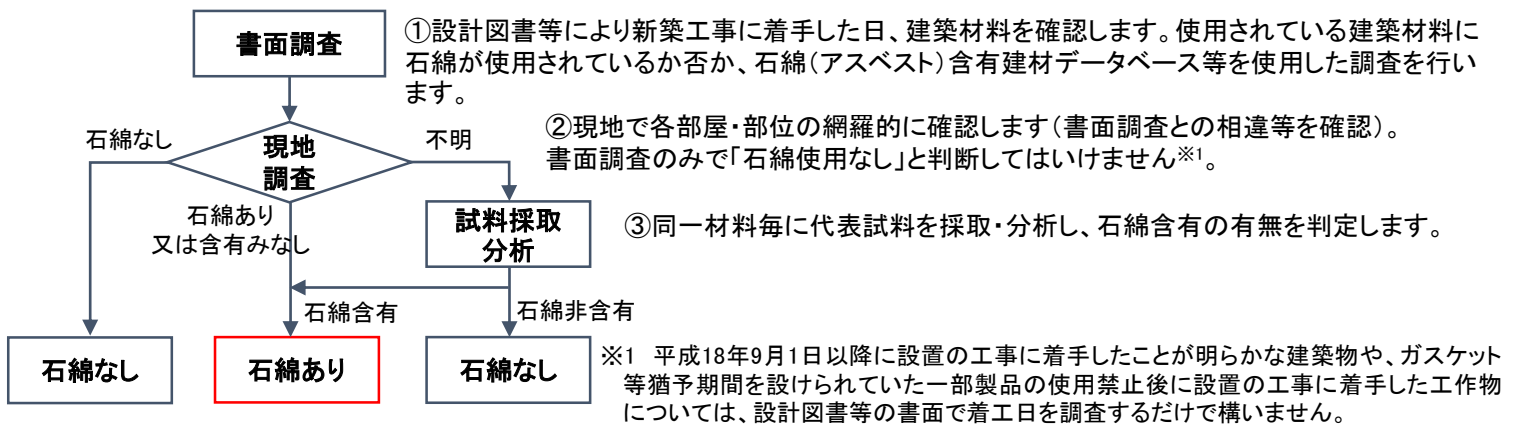 書面調査
①設計図書等により新築工事に着手した日、建築材料を確認します。使用されている建築材料に
石綿が使用されているか否か、石綿(アスベスト)含有建材データベース等を使用した調査を行い
ます。
石綿なし
現地
調査
不明
②現地で各部屋・部位の網羅的に確認します(書面調査との相違等を確認)。
書面調査のみで「石綿使用なし」と判断してはいけません※1。
石綿あり
又は含有みなし
試料採取
分析
③同一材料毎に代表試料を採取・分析し、石綿含有の有無を判定します。
石綿含有
石綿非含有
石綿なし
石綿あり
石綿なし
※1 平成18年9月1日以降に設置の工事に着手したことが明らかな建築物や、ガスケット
等猶予期間を設けられていた一部製品の使用禁止後に設置の工事に着手した工作物
については、設計図書等の書面で着工日を調査するだけで構いません。